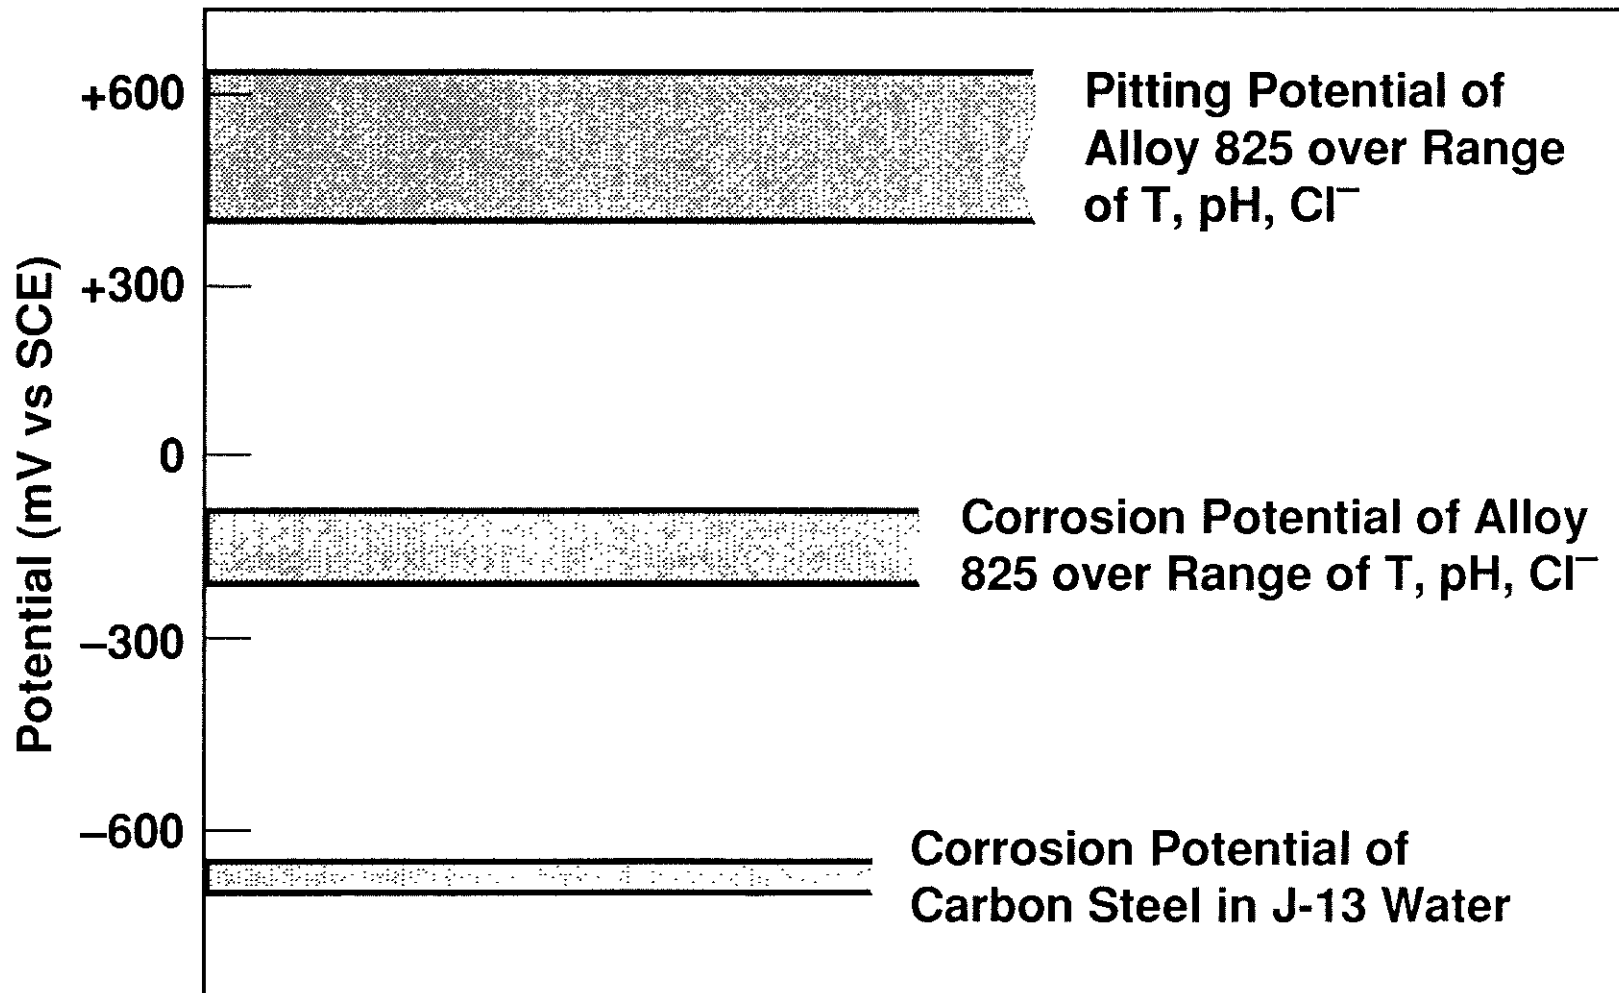 Potential (mV vs SCE)
+600
+300
0
–300
–600
Pitting Potential of
Alloy 825 over Range
of T, pH, Cl⁻
Corrosion Potential of Alloy
825 over Range of T, pH, Cl⁻
Corrosion Potential of
Carbon Steel in J-13 Water